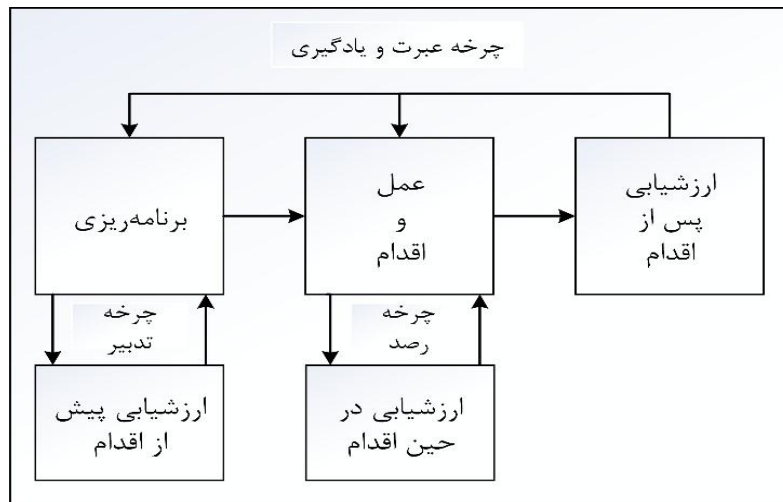 چرخه عبرت و یادگیری
برنامه‌ریزی
عمل
و
اقدام
ارزشیابی
پس از
اقدام
چرخه
تدبیر
چرخه
رصد
ارزشیابی پیش
از اقدام
ارزشیابی در
حین اقدام